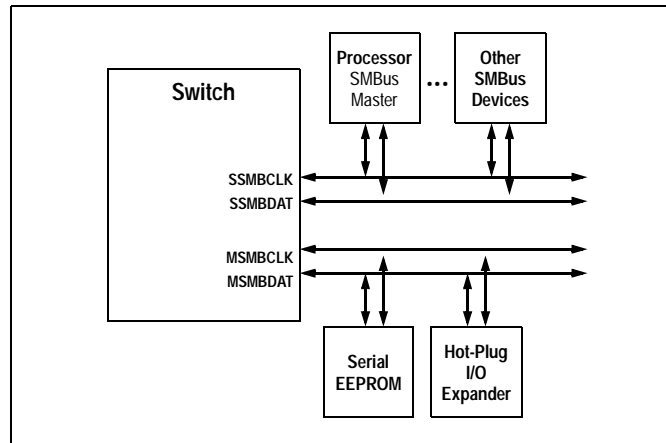 Processor
SMBus
Master
...
Other
SMBus
Devices
Switch
SSMBCLK
SSMBDAT
MSMBCLK
MSMBDAT
Serial
EEPROM
Hot-Plug
I/O
Expander